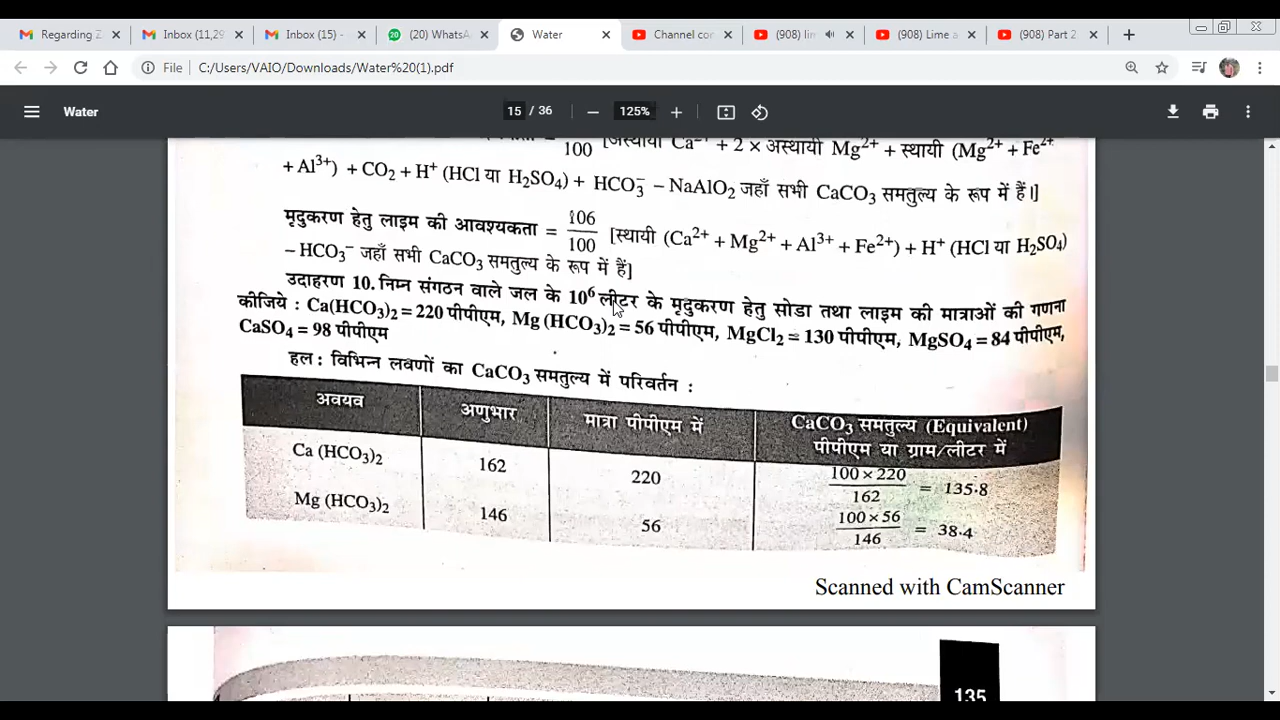 Regarding Z
Inbox (11,29
Inbox (15) -
(20) WhatsA
Water
Channel con
(908) lim
(908) Lime a
(908) Part 2
File C:/Users/VAIO/Downloads/Water%20(1).pdf
Water
15 / 36
125%
100 [अस्थायी Ca2+ + 2 × अस्थायी Mg2+ + स्थायी (Mg2+ + Fe2+
+ Al3+) + CO2 + H+ (HCl या H2SO4) + HCO3− − NaAlO2 जहाँ सभी CaCO3 समतुल्य के रूप में हैं।]
मृदुकरण हेतु लाइम की आवश्यकता = 106/100 [स्थायी (Ca2+ + Mg2+ + Al3+ + Fe2+) + H+ (HCl या H2SO4)
− HCO3− जहाँ सभी CaCO3 समतुल्य के रूप में हैं]
उदाहरण 10. निम्न संगठन वाले जल के 10⁶ लीटर के मृदुकरण हेतु सोडा तथा लाइम की मात्राओं की गणना
कीजिये : Ca(HCO3)2 = 220 पीपीएम, Mg (HCO3)2 = 56 पीपीएम, MgCl2 = 130 पीपीएम, MgSO4 = 84 पीपीएम,
CaSO4 = 98 पीपीएम
हल : विभिन्न लवणों का CaCO3 समतुल्य में परिवर्तन :
अवयव अणुभार मात्रा पीपीएम में CaCO3 समतुल्य (Equivalent)
पीपीएम या ग्राम/लीटर में
Ca (HCO3)2 162 220 100 × 220/162 = 135·8
Mg (HCO3)2 146 56 100 × 56/146 = 38·4
Scanned with CamScanner
135